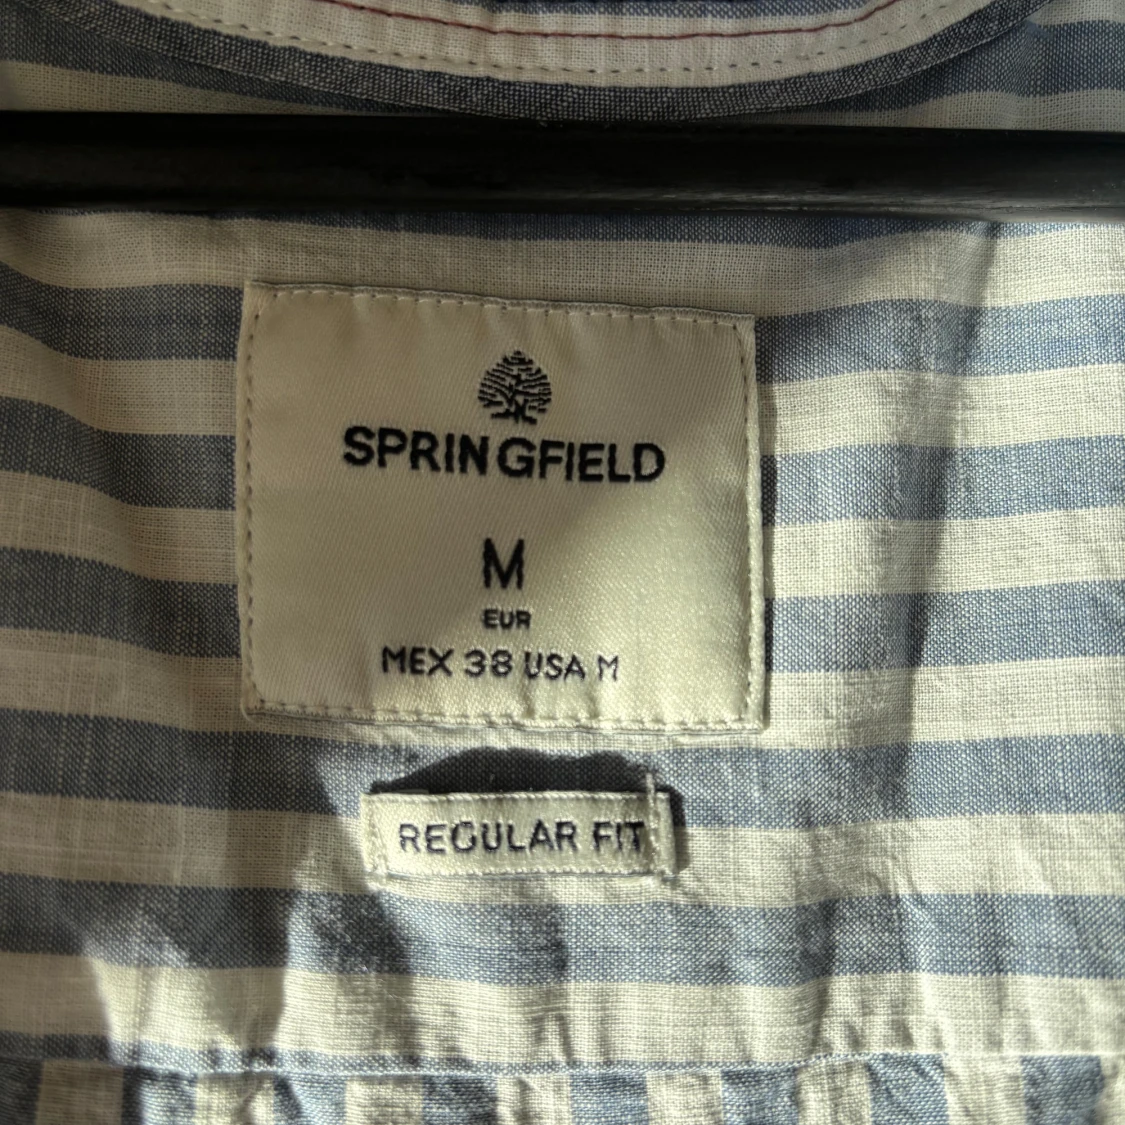 SPRINGFIELD
M
EUR
MEX 38 USA M
REGULAR FIT